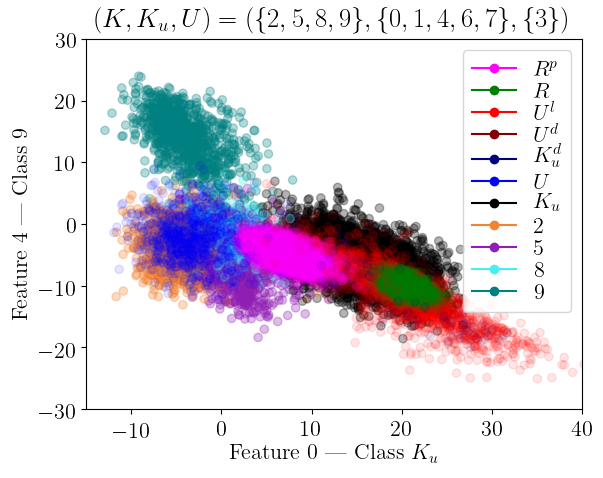 (K, K_u, U) = ({2, 5, 8, 9}, {0, 1, 4, 6, 7}, {3})
30
20
10
0
−10
−20
−30
Feature 4 — Class 9
R^p
R
U^l
U^d
K_u^d
U
K_u
2
5
8
9
−10
0
10
20
30
40
Feature 0 — Class K_u